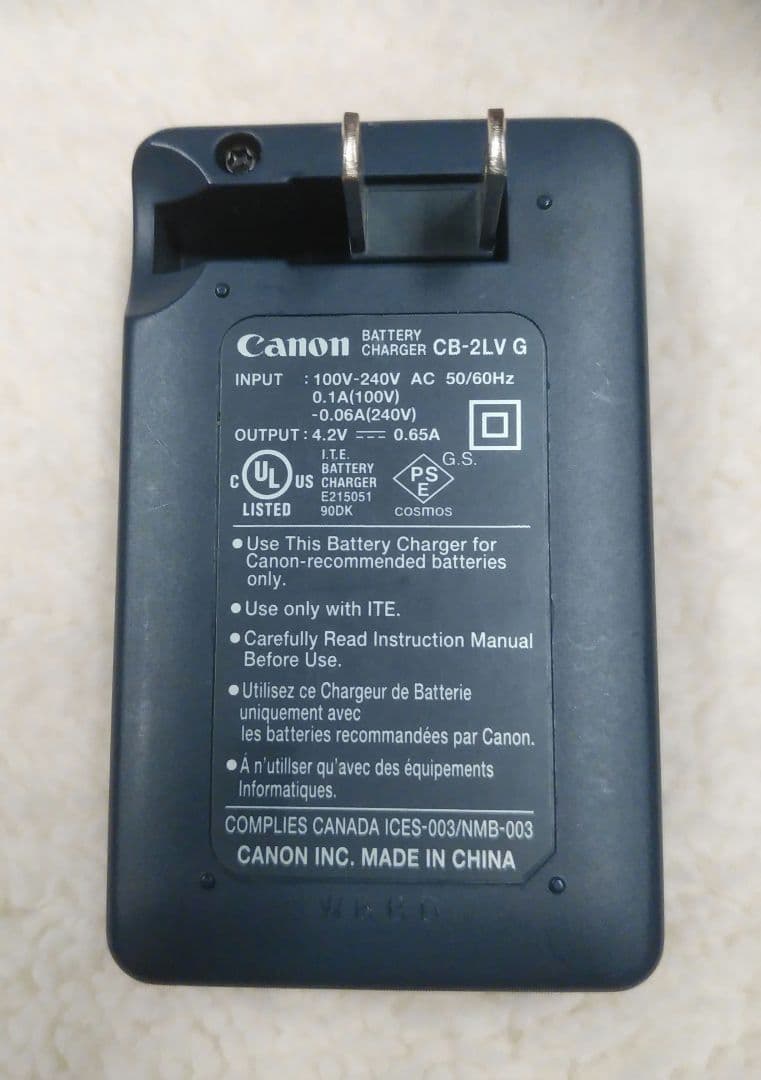 Canon BATTERY CHARGER CB-2LV G
INPUT : 100V-240V AC 50/60Hz
0.1A(100V)
-0.06A(240V)
OUTPUT : 4.2V 0.65A
C UL US
LISTED
I.T.E.
BATTERY
CHARGER
E215051
90DK
PS
E
G.S.
cosmos
●Use This Battery Charger for
Canon-recommended batteries
only.
●Use only with ITE.
●Carefully Read Instruction Manual
Before Use.
●Utilisez ce Chargeur de Batterie
uniquement avec
les batteries recommandées par Canon.
●À n'utillser qu'avec des équipements
Informatiques.
COMPLIES CANADA ICES-003/NMB-003
CANON INC. MADE IN CHINA